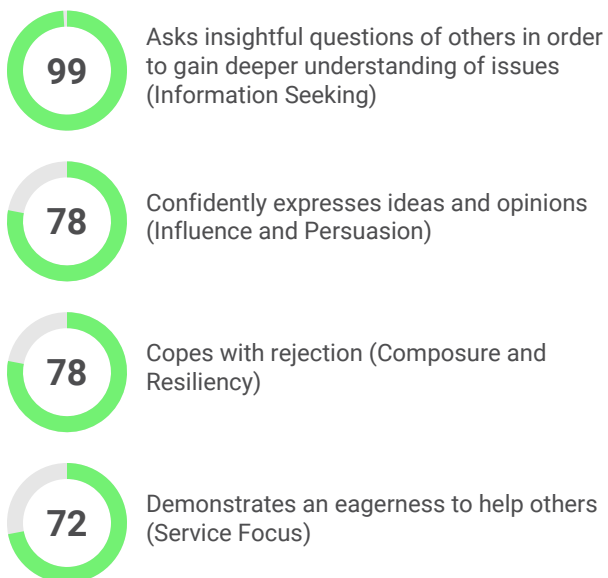 99
Asks insightful questions of others in order
to gain deeper understanding of issues
(Information Seeking)
78
Confidently expresses ideas and opinions
(Influence and Persuasion)
78
Copes with rejection (Composure and
Resiliency)
72
Demonstrates an eagerness to help others
(Service Focus)